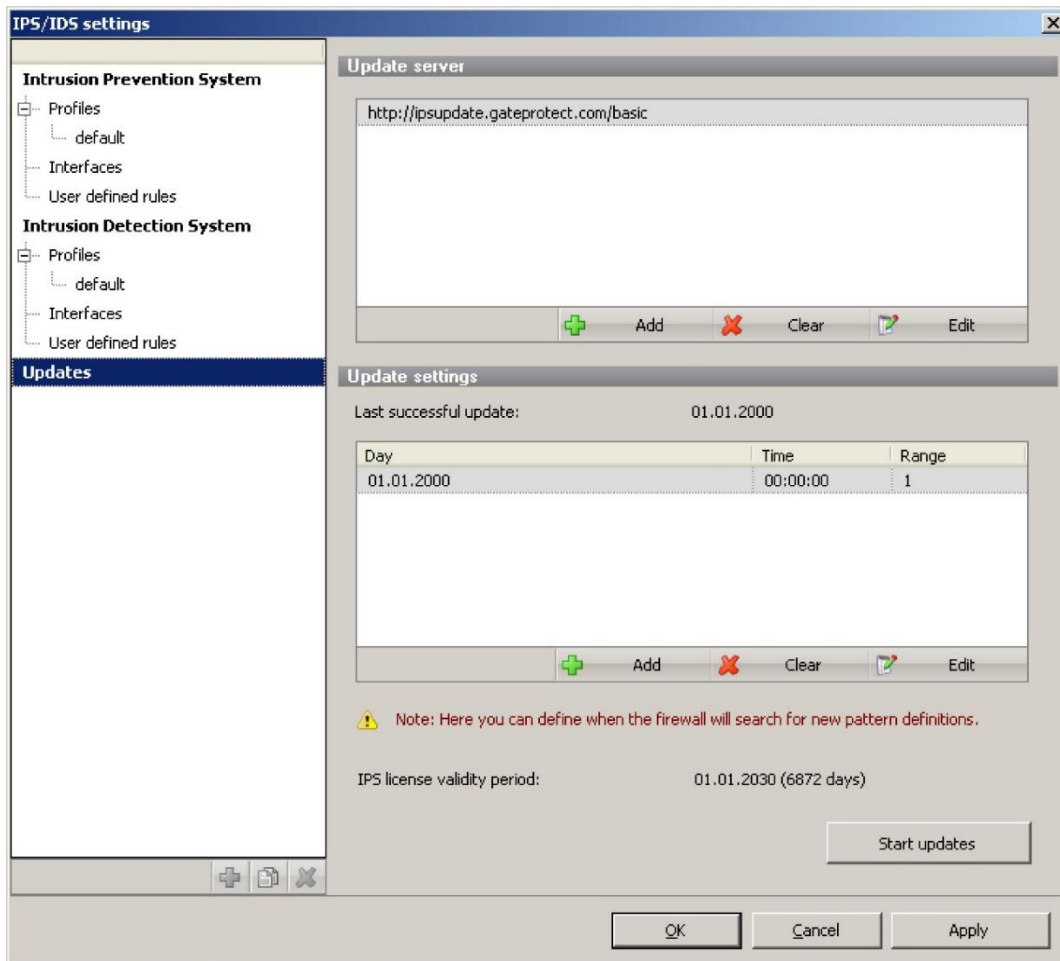 IPS/IDS settings
Intrusion Prevention System
Profiles
default
Interfaces
User defined rules
Intrusion Detection System
Profiles
default
Interfaces
User defined rules
Updates
Update server
http://ipsupdate.gateprotect.com/basic
Add Clear Edit
Update settings
Last successful update: 01.01.2000
Day Time Range
01.01.2000 00:00:00 1
Add Clear Edit
Note: Here you can define when the firewall will search for new pattern definitions.
IPS license validity period: 01.01.2030 (6872 days)
Start updates
OK Cancel Apply